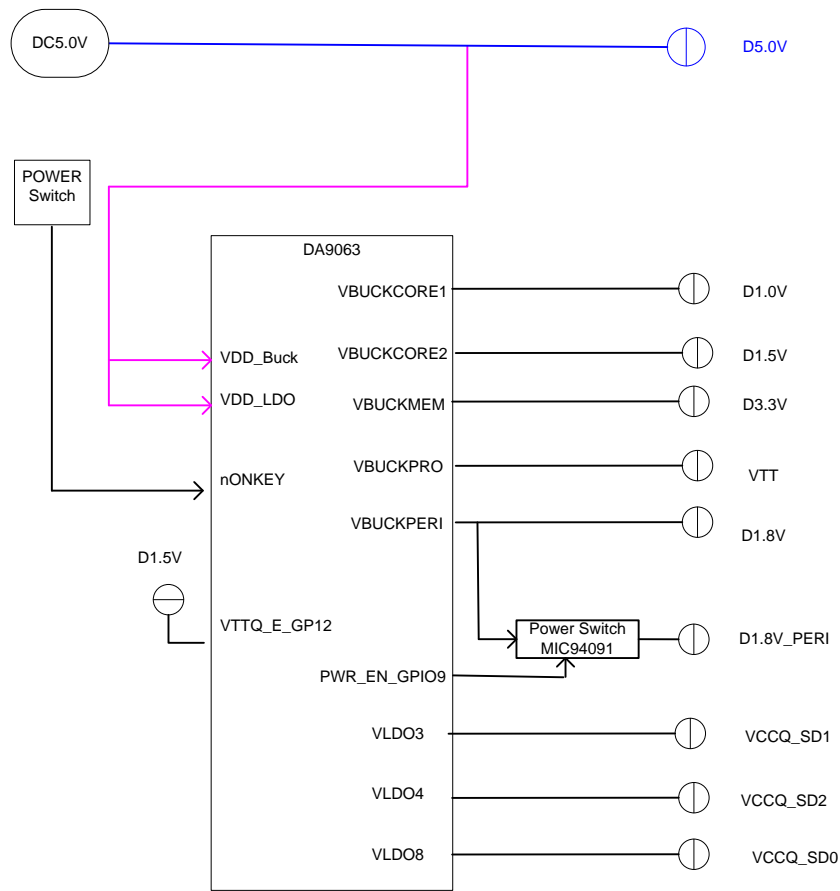 DC5.0V
D5.0V
POWER
Switch
DA9063
VBUCKCORE1
D1.0V
VDD_Buck
VBUCKCORE2
D1.5V
VDD_LDO
VBUCKMEM
D3.3V
nONKEY
VBUCKPRO
VTT
VBUCKPERI
D1.8V
D1.5V
VTTQ_E_GP12
Power Switch
MIC94091
D1.8V_PERI
PWR_EN_GPIO9
VLDO3
VCCQ_SD1
VLDO4
VCCQ_SD2
VLDO8
VCCQ_SD0